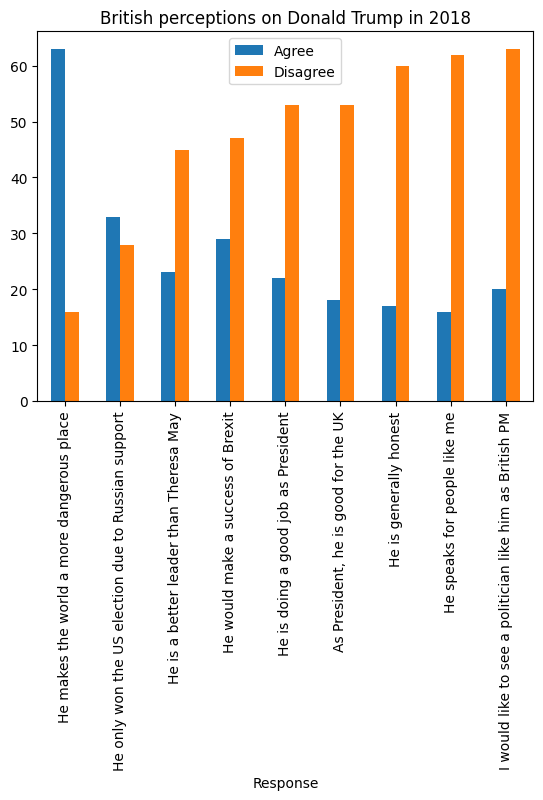 British perceptions on Donald Trump in 2018
Agree
Disagree
60
50
40
30
20
10
0
He makes the world a more dangerous place
He only won the US election due to Russian support
He is a better leader than Theresa May
He would make a success of Brexit
He is doing a good job as President
As President, he is good for the UK
He is generally honest
He speaks for people like me
I would like to see a politician like him as British PM
Response